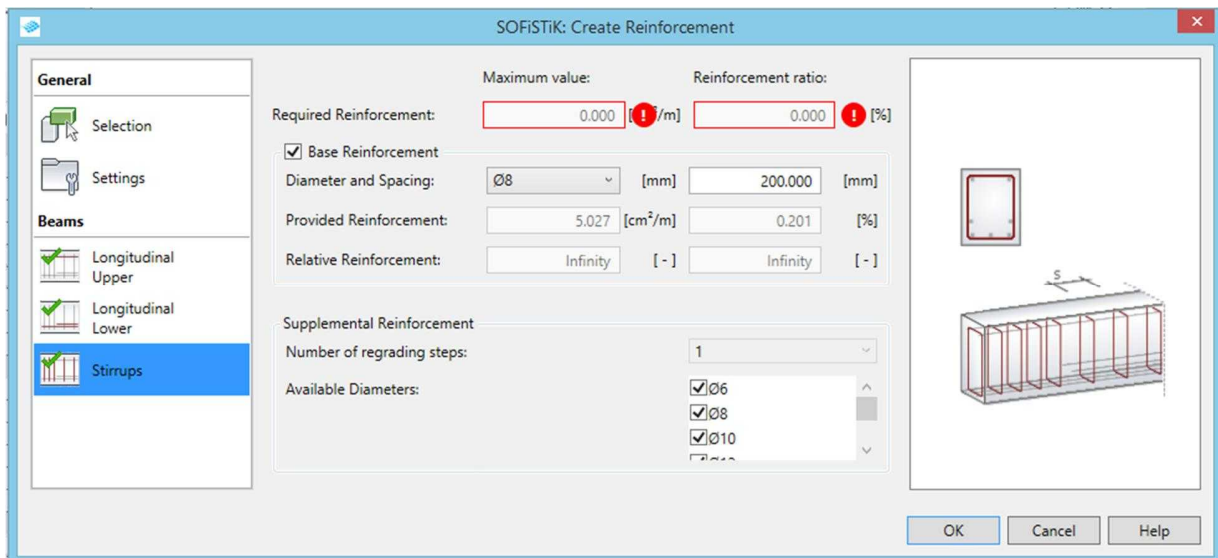 SOFiSTiK: Create Reinforcement
General
Selection
Settings
Beams
Longitudinal
Upper
Longitudinal
Lower
Stirrups
Maximum value: Reinforcement ratio:
Required Reinforcement: 0.000 /m] 0.000 [%]
Base Reinforcement
Diameter and Spacing: Ø8 [mm] 200.000 [mm]
Provided Reinforcement: 5.027 [cm²/m] 0.201 [%]
Relative Reinforcement: Infinity [ - ] Infinity [ - ]
Supplemental Reinforcement
Number of regrading steps: 1
Available Diameters: Ø6
Ø8
Ø10
S
OK Cancel Help